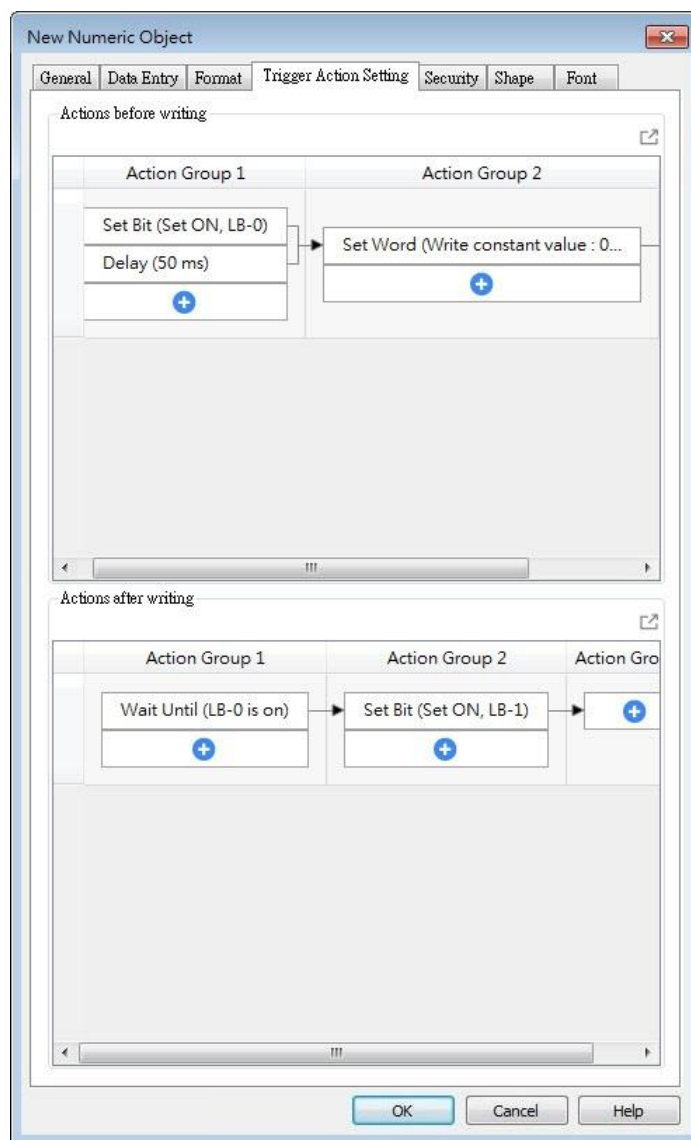 New Numeric Object
General Data Entry Format Trigger Action Setting Security Shape Font
Actions before writing
Action Group 1 Action Group 2
Set Bit (Set ON, LB-0)
Delay (50 ms)
Set Word (Write constant value : 0...
Actions after writing
Action Group 1 Action Group 2 Action Gro
Wait Until (LB-0 is on) Set Bit (Set ON, LB-1)
OK Cancel Help